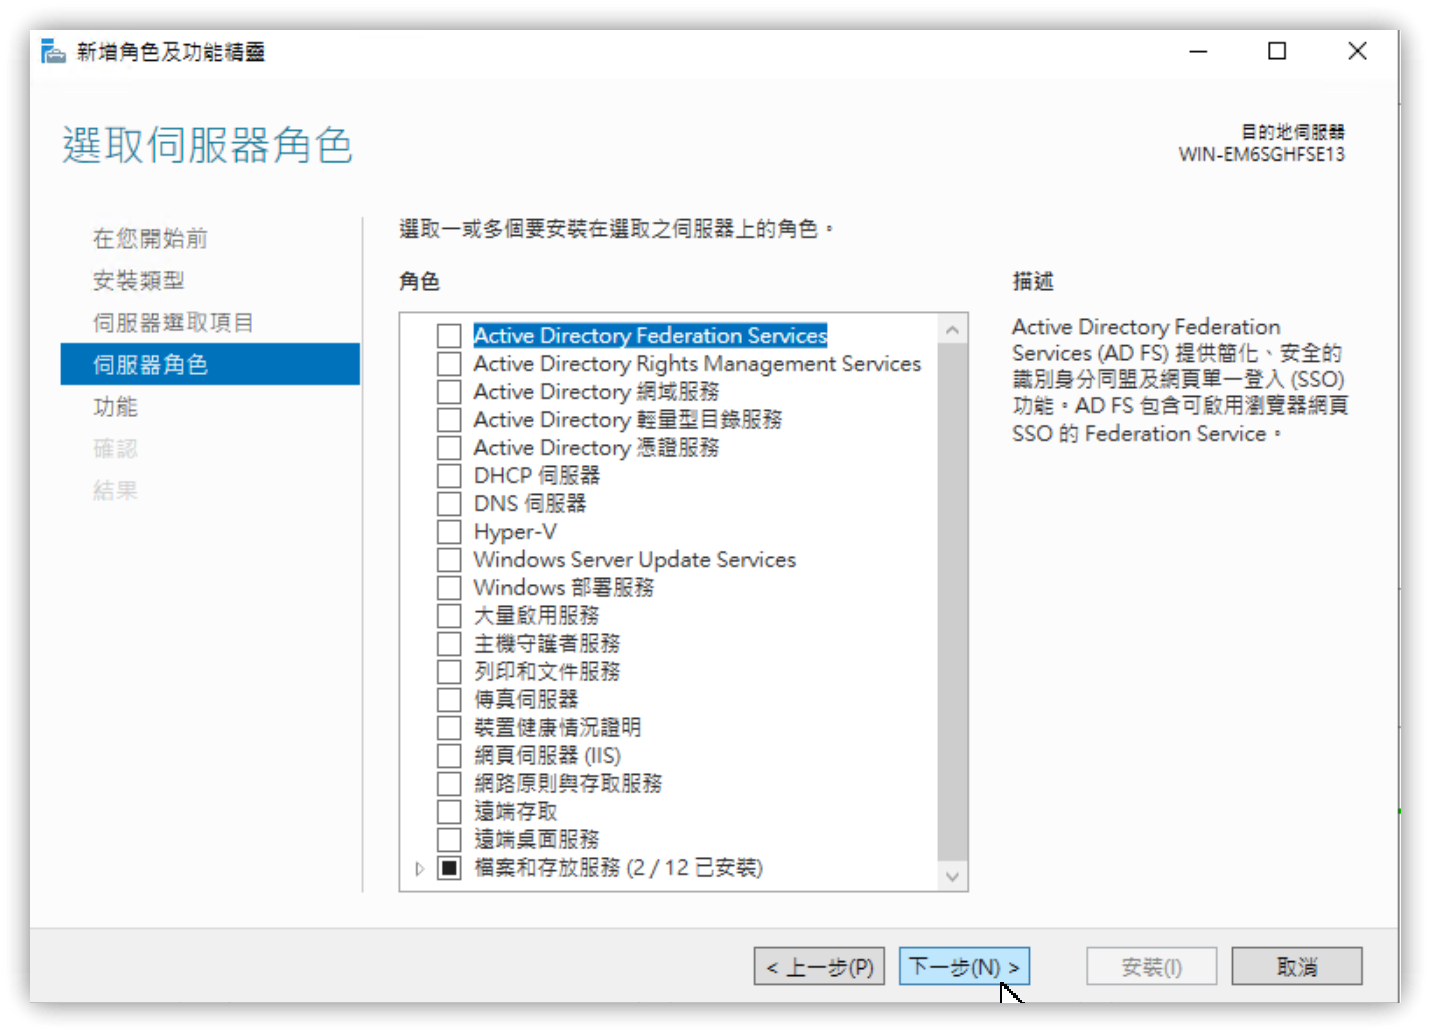 新增角色及功能精靈
選取伺服器角色
目的地伺服器
WIN-EM6SGHFSE13
在您開始前
安裝類型
伺服器選取項目
伺服器角色
功能
確認
結果
選取一或多個要安裝在選取之伺服器上的角色。
角色
Active Directory Federation Services
Active Directory Rights Management Services
Active Directory 網域服務
Active Directory 輕量型目錄服務
Active Directory 憑證服務
DHCP 伺服器
DNS 伺服器
Hyper-V
Windows Server Update Services
Windows 部署服務
大量啟用服務
主機守護者服務
列印和文件服務
傳真伺服器
裝置健康情況證明
網頁伺服器 (IIS)
網路原則與存取服務
遠端存取
遠端桌面服務
檔案和存放服務 (2 / 12 已安裝)
描述
Active Directory Federation
Services (AD FS) 提供簡化、安全的
識別身分同盟及網頁單一登入 (SSO)
功能。AD FS 包含可啟用瀏覽器網頁
SSO 的 Federation Service。
< 上一步(P)
下一步(N) >
安裝(I)
取消